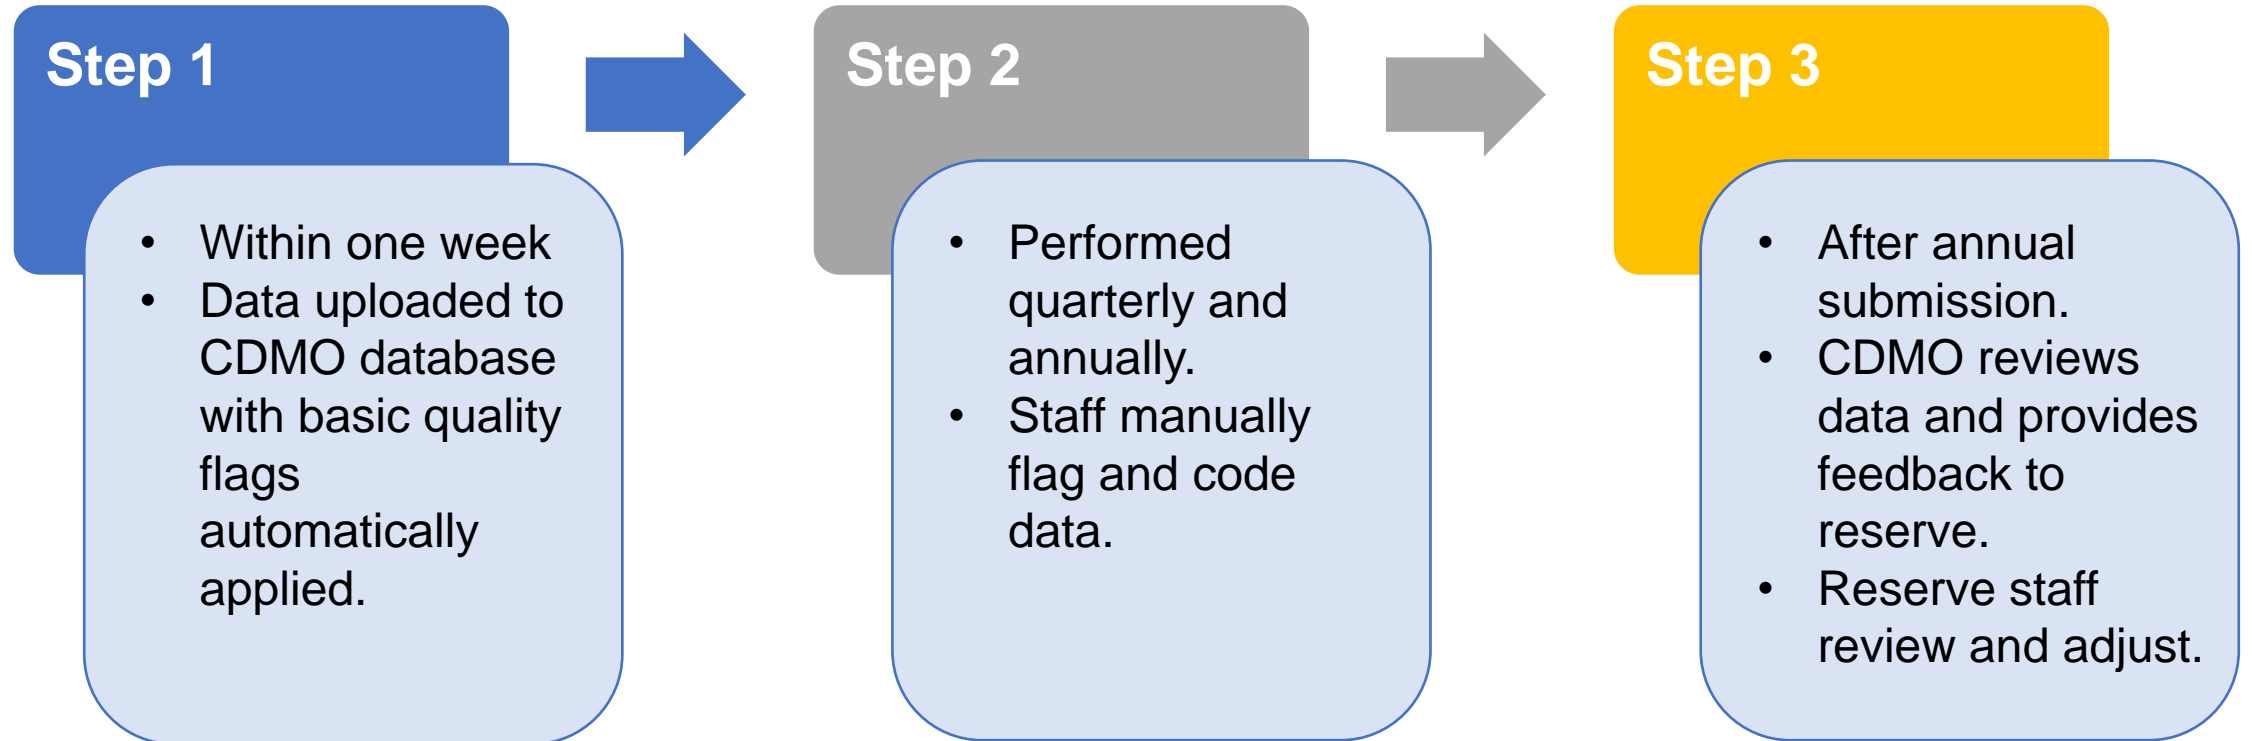 Step 1
• Within one week
• Data uploaded to
CDMO database
with basic quality
flags
automatically
applied.
Step 2
• Performed
quarterly and
annually.
• Staff manually
flag and code
data.
Step 3
• After annual
submission.
• CDMO reviews
data and provides
feedback to
reserve.
• Reserve staff
review and adjust.